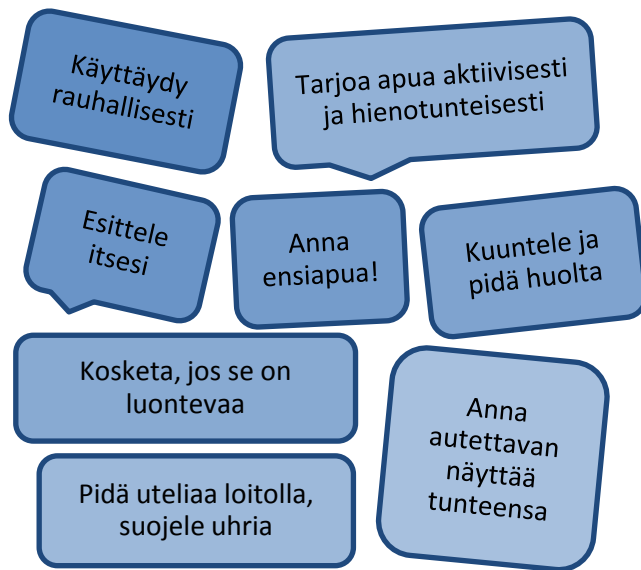 Käyttäydy
rauhallisesti
Tarjoa apua aktiivisesti
ja hienotunteisesti
Esittele
itsesi
Anna
ensiapua!
Kuuntele ja
pidä huolta
Kosketa, jos se on
luontevaa
Anna
autettavan
näyttää
tunteensa
Pidä uteliaa loitolla,
suojele uhria